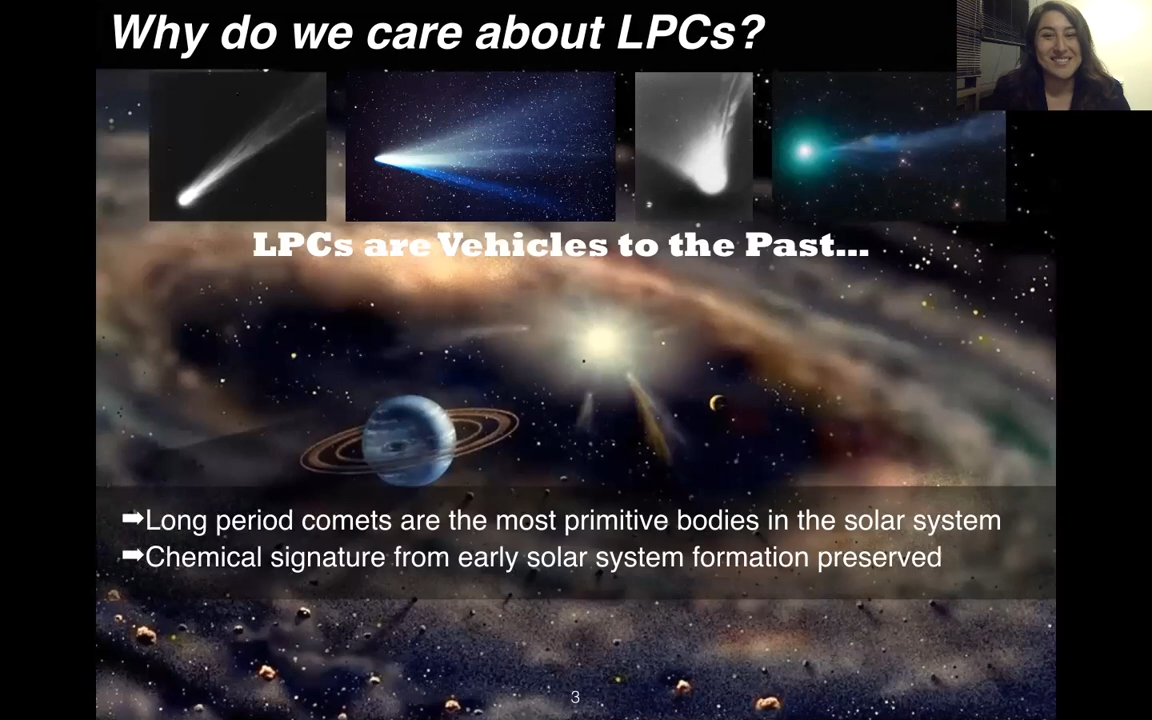 Why do we care about LPCs?
LPCs are Vehicles to the Past...
➡Long period comets are the most primitive bodies in the solar system
➡Chemical signature from early solar system formation preserved
3